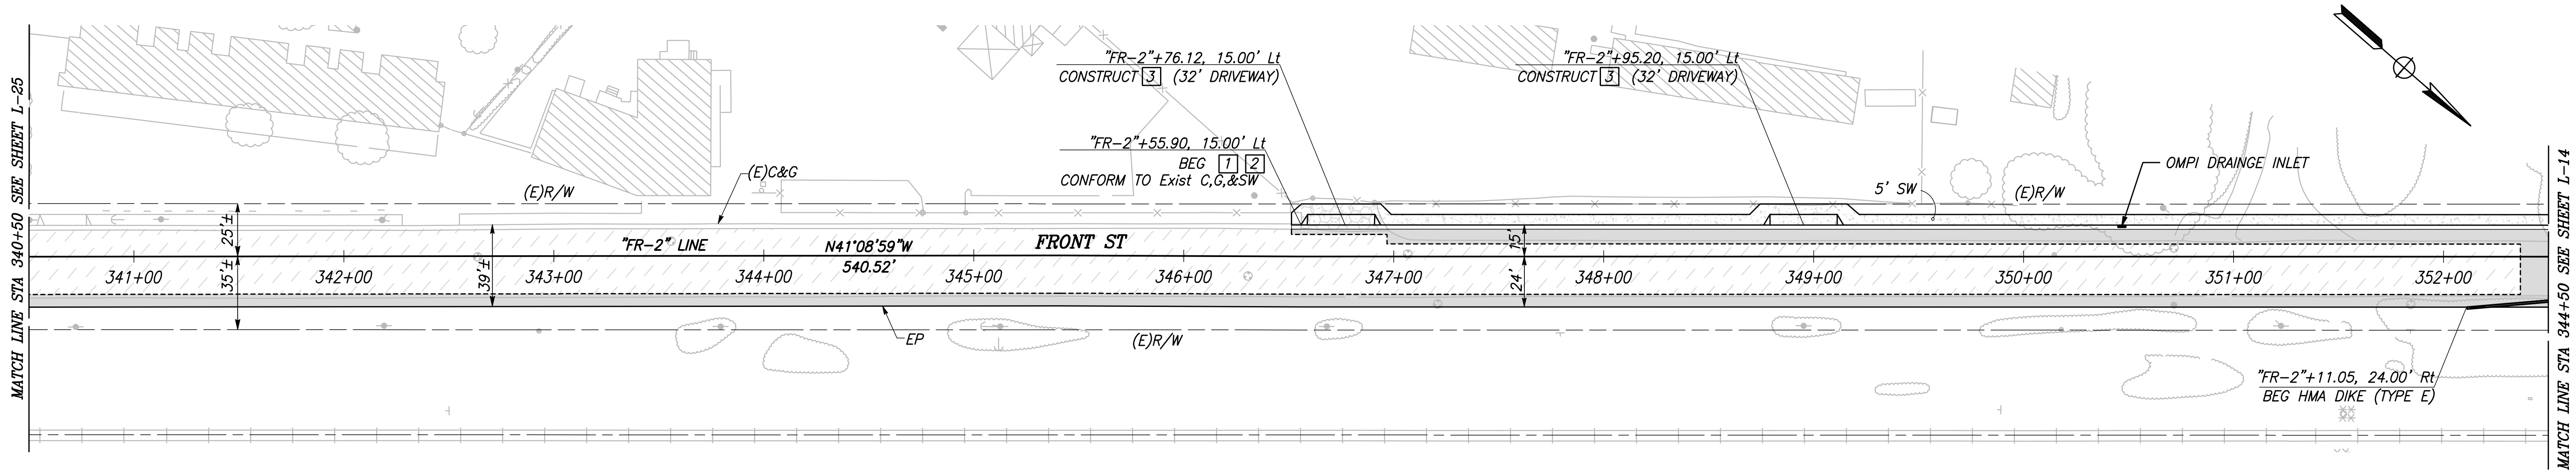 MATCH LINE STA 340+50 SEE SHEET L-25
"FR-2"+76.12, 15.00' Lt
CONSTRUCT 3 (32' DRIVEWAY)
"FR-2"+95.20, 15.00' Lt
CONSTRUCT 3 (32' DRIVEWAY)
"FR-2"+55.90, 15.00' Lt
BEG 1 2
CONFORM TO Exist C,G,&SW
OMPI DRAINGE INLET
(E)C&G
(E)R/W
5' SW
(E)R/W
25'±
35'±
39'±
"FR-2" LINE
N41°08'59"W
540.52'
FRONT ST
15'
24'
341+00
342+00
343+00
344+00
345+00
346+00
347+00
348+00
349+00
350+00
351+00
352+00
EP
(E)R/W
"FR-2"+11.05, 24.00' Rt
BEG HMA DIKE (TYPE E)
MATCH LINE STA 344+50 SEE SHEET L-14